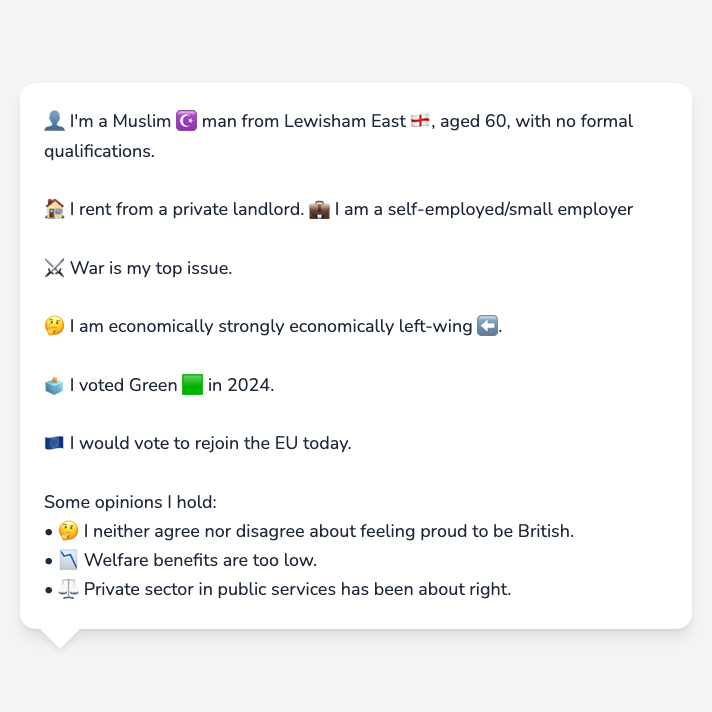 👤 I'm a Muslim ☪️ man from Lewisham East 🏴󠁧󠁢󠁥󠁮󠁧󠁿, aged 60, with no formal
qualifications.
🏠 I rent from a private landlord. 💼 I am a self-employed/small employer
⚔️ War is my top issue.
🤔 I am economically strongly economically left-wing ⬅️.
🗳️ I voted Green 🟩 in 2024.
🇪🇺 I would vote to rejoin the EU today.
Some opinions I hold:
• 🤔 I neither agree nor disagree about feeling proud to be British.
• 📉 Welfare benefits are too low.
• ⚖️ Private sector in public services has been about right.